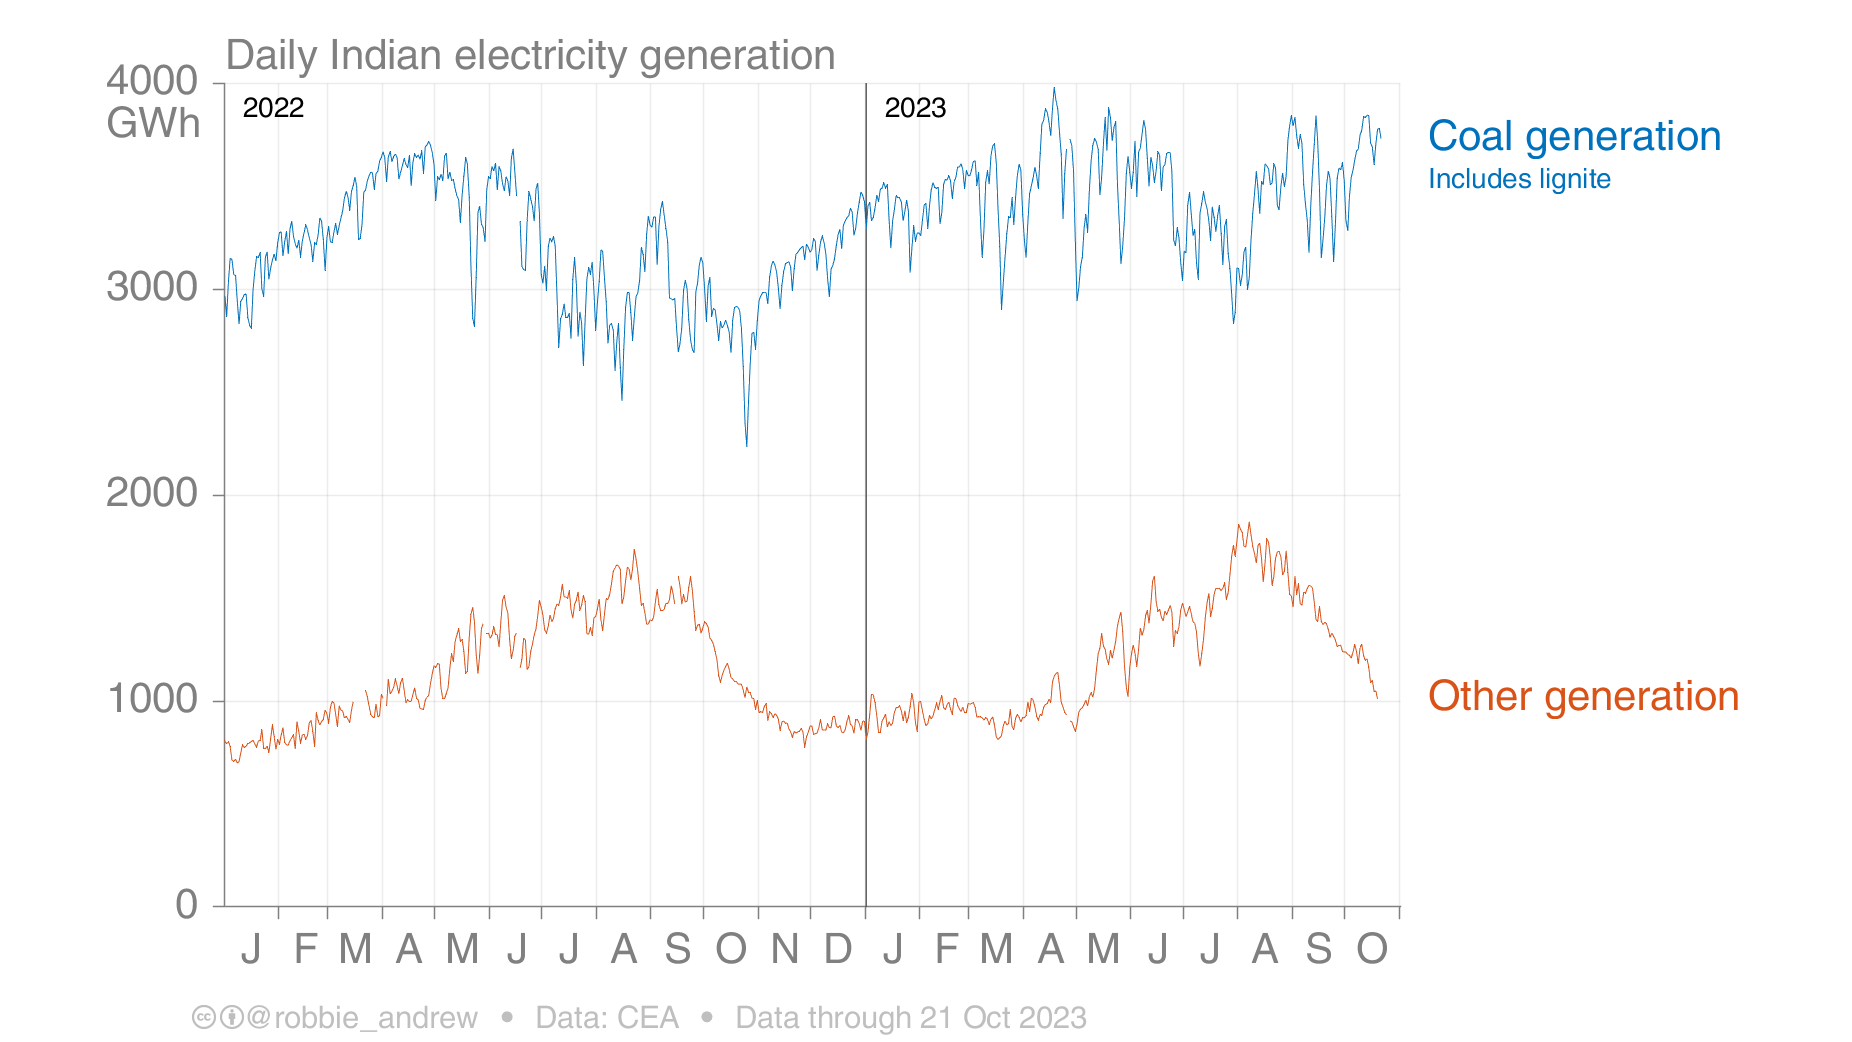 Daily Indian electricity generation
4000
GWh
2022
2023
3000
2000
1000
0
J F M A M J J A S O N D J F M A M J J A S O
Coal generation
Includes lignite
Other generation
@robbie_andrew • Data: CEA • Data through 21 Oct 2023